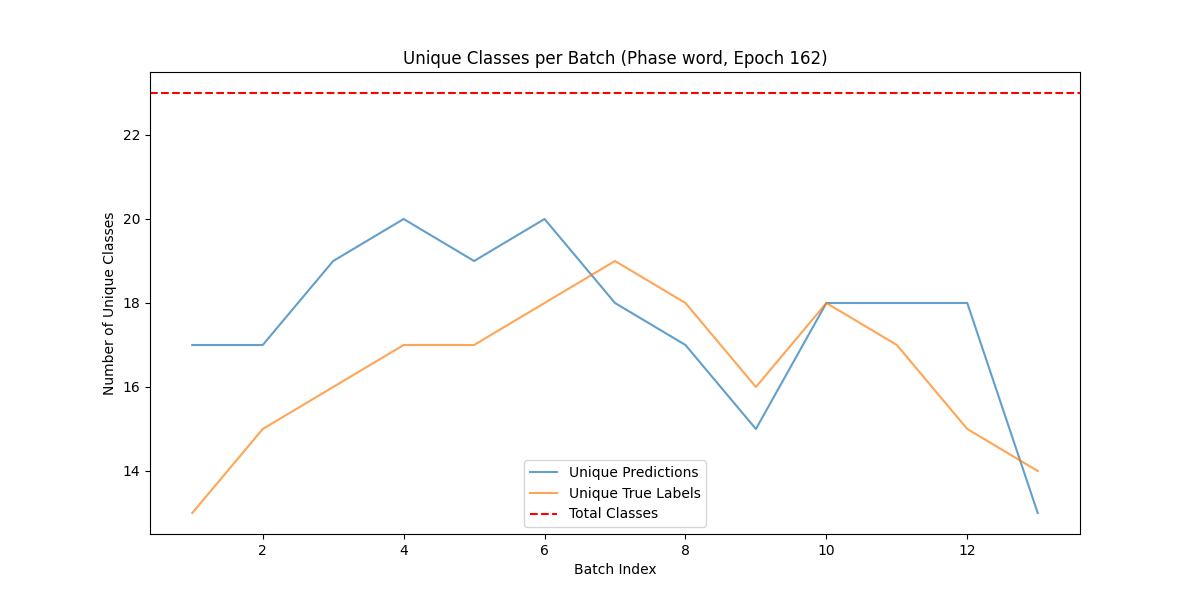 Unique Classes per Batch (Phase word, Epoch 162)
Number of Unique Classes
22
20
18
16
14
Unique Predictions
Unique True Labels
Total Classes
2 4 6 8 10 12
Batch Index